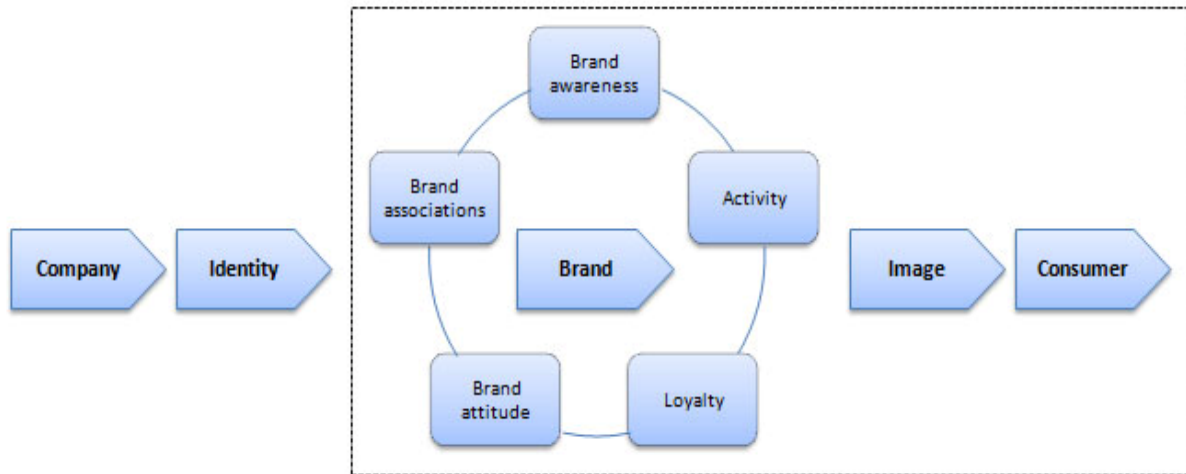 Brand
awareness
Brand
associations
Activity
Company
Identity
Brand
Image
Consumer
Brand
attitude
Loyalty